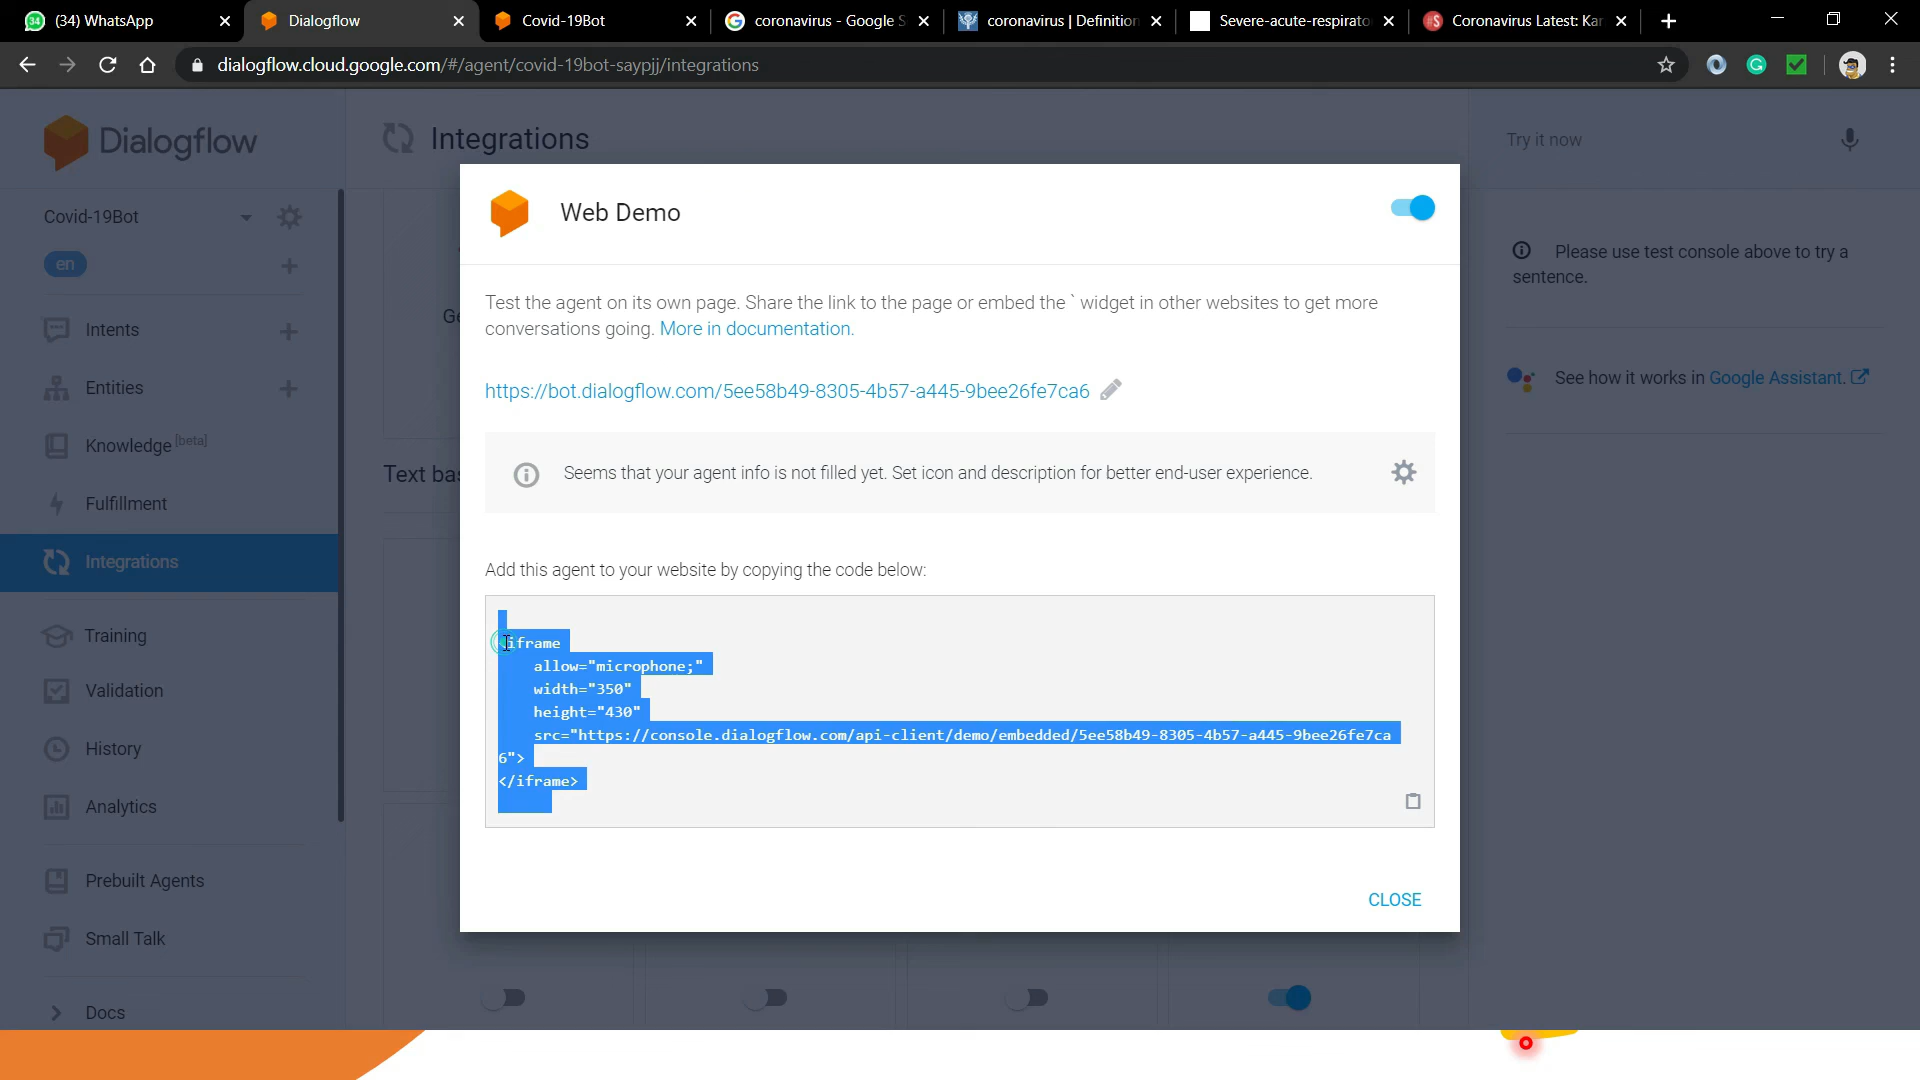 (34) WhatsApp
Dialogflow
Covid-19Bot
coronavirus - Google S
coronavirus | Definition
Severe-acute-respirato
Coronavirus Latest: Kar
dialogflow.cloud.google.com/#/agent/covid-19bot-saypjj/integrations
Dialogflow
Integrations
Try it now
Covid-19Bot
en
Intents
Entities
Knowledge [beta]
Fulfillment
Integrations
Training
Validation
History
Analytics
Prebuilt Agents
Small Talk
Docs
Ge
Text bas
Web Demo
Test the agent on its own page. Share the link to the page or embed the ` widget in other websites to get more
conversations going. More in documentation.
https://bot.dialogflow.com/5ee58b49-8305-4b57-a445-9bee26fe7ca6
Seems that your agent info is not filled yet. Set icon and description for better end-user experience.
Add this agent to your website by copying the code below:
<iframe
allow="microphone;"
width="350"
height="430"
src="https://console.dialogflow.com/api-client/demo/embedded/5ee58b49-8305-4b57-a445-9bee26fe7ca
6">
</iframe>
CLOSE
Please use test console above to try a
sentence.
See how it works in Google Assistant.